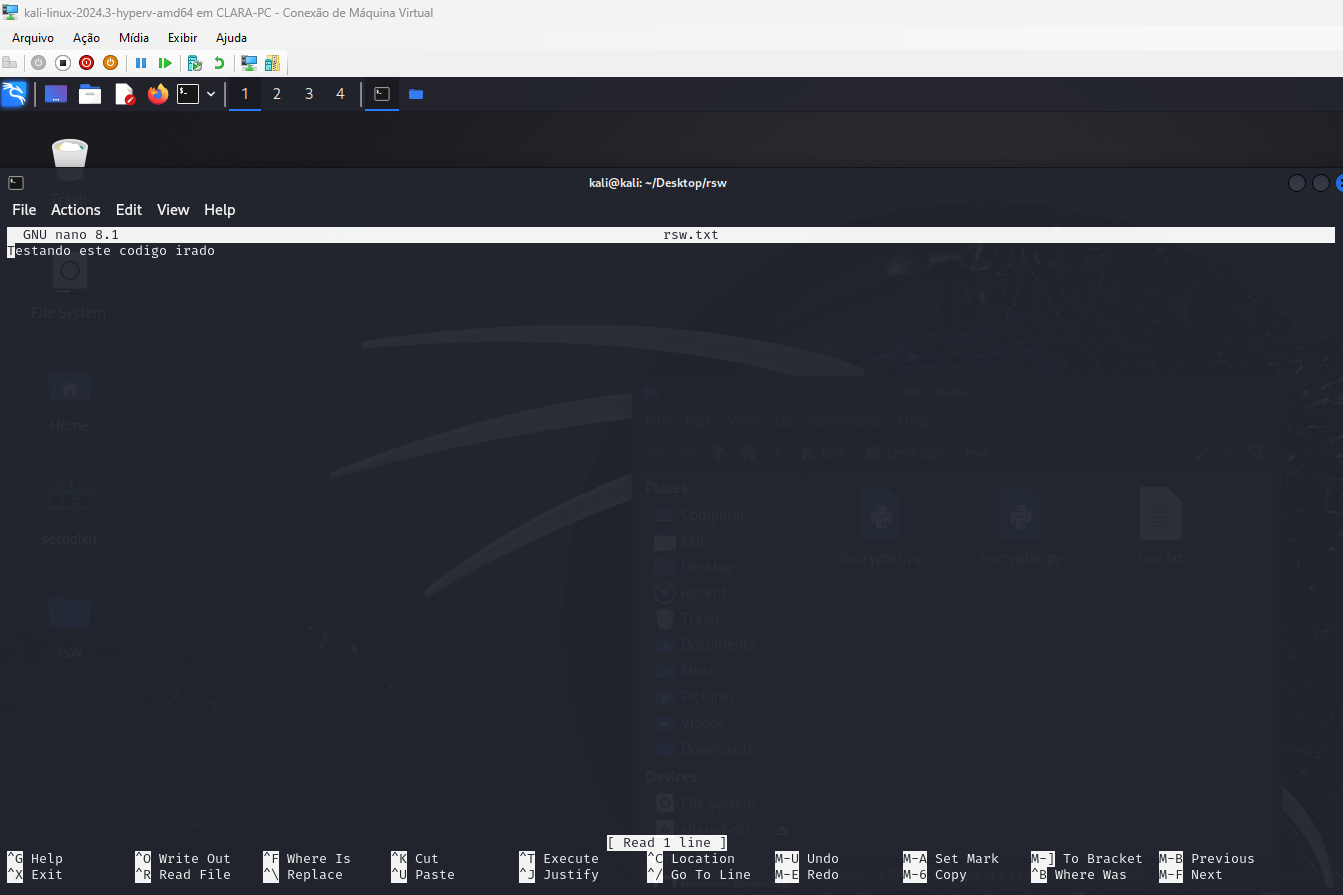 kali-linux-2024.3-hyperv-amd64 em CLARA-PC - Conexão de Máquina Virtual
Arquivo Ação Mídia Exibir Ajuda
1 2 3 4
kali@kali: ~/Desktop/rsw
File Actions Edit View Help
GNU nano 8.1 rsw.txt
Testando este codigo irado
File System
Home
setoolkit
rsw
File Edit View Go Bookmarks Help
kali Desktop rsw
Places
Computer
kali
Desktop
Recent
Trash
Documents
Music
Pictures
Videos
Downloads
Devices
File System
decrypter.py encrypter.py rsw.txt
[ Read 1 line ]
^G Help ^O Write Out ^F Where Is ^K Cut ^T Execute ^C Location M-U Undo M-A Set Mark M-] To Bracket M-B Previous
^X Exit ^R Read File ^\ Replace ^U Paste ^J Justify ^/ Go To Line M-E Redo M-6 Copy ^B Where Was M-F Next